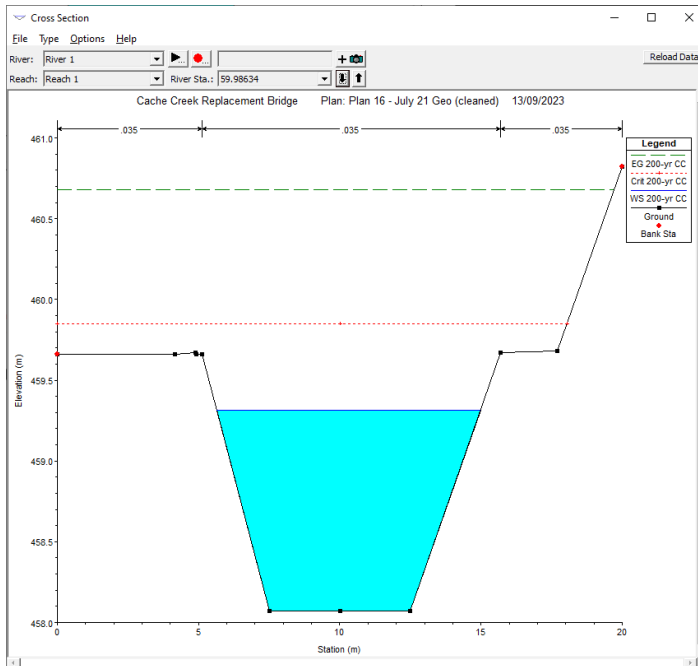 Cross Section
File Type Options Help
River: River 1
Reload Data
Reach: Reach 1 River Sta.: 59.98634
Cache Creek Replacement Bridge Plan: Plan 16 - July 21 Geo (cleaned) 13/09/2023
.035 .035 .035
Legend
EG 200-yr CC
Crit 200-yr CC
WS 200-yr CC
Ground
Bank Sta
461.0
460.5
460.0
459.5
459.0
458.5
458.0
Elevation (m)
0 5 10 15 20
Station (m)